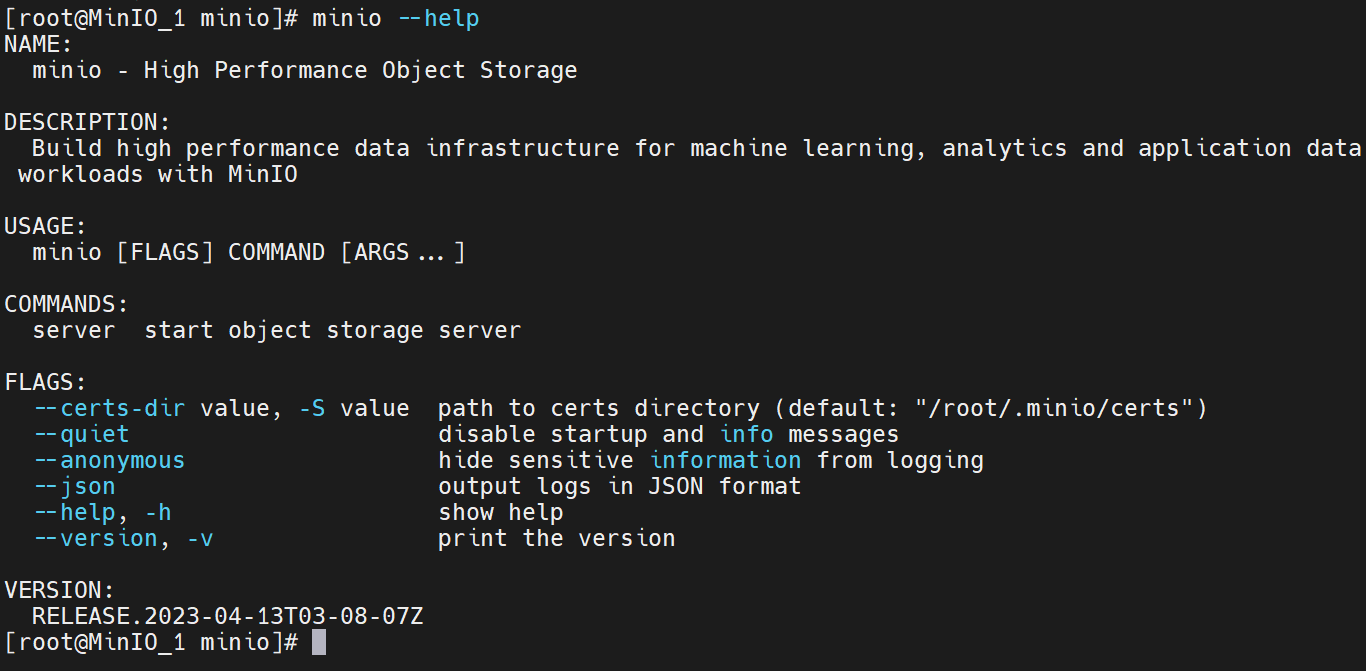 [root@MinIO_1 minio]# minio --help
NAME:
  minio - High Performance Object Storage

DESCRIPTION:
  Build high performance data infrastructure for machine learning, analytics and application data
 workloads with MinIO

USAGE:
  minio [FLAGS] COMMAND [ARGS...]

COMMANDS:
  server  start object storage server

FLAGS:
  --certs-dir value, -S value  path to certs directory (default: "/root/.minio/certs")
  --quiet                      disable startup and info messages
  --anonymous                  hide sensitive information from logging
  --json                       output logs in JSON format
  --help, -h                   show help
  --version, -v                print the version

VERSION:
  RELEASE.2023-04-13T03-08-07Z
[root@MinIO_1 minio]#